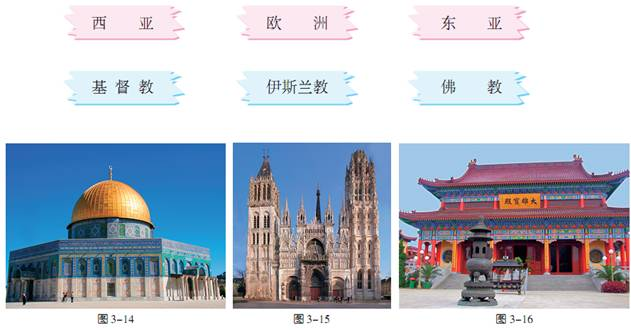 西 亚
欧 洲
东 亚
基督教
伊斯兰教
佛 教
大雄宝殿
图3-14
图3-15
图3-16